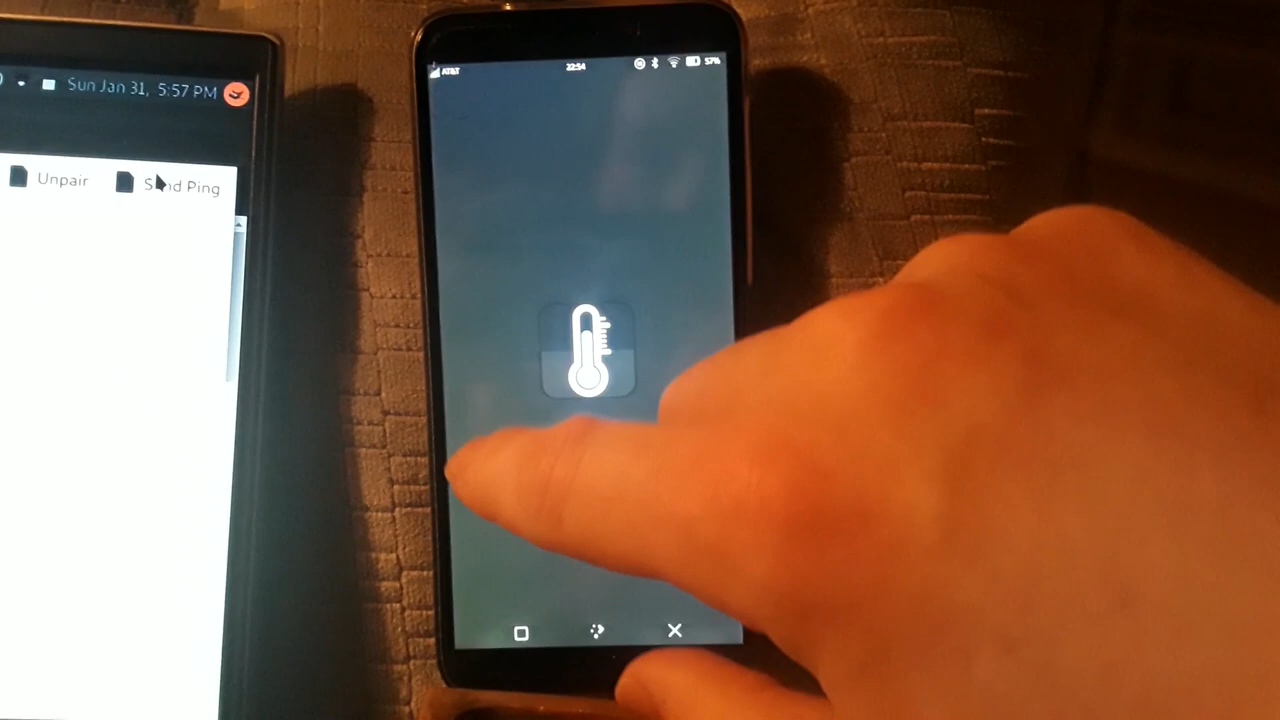 Sun Jan 31, 5:57 PM
Unpair
Send Ping
AT&T
22:54
57%